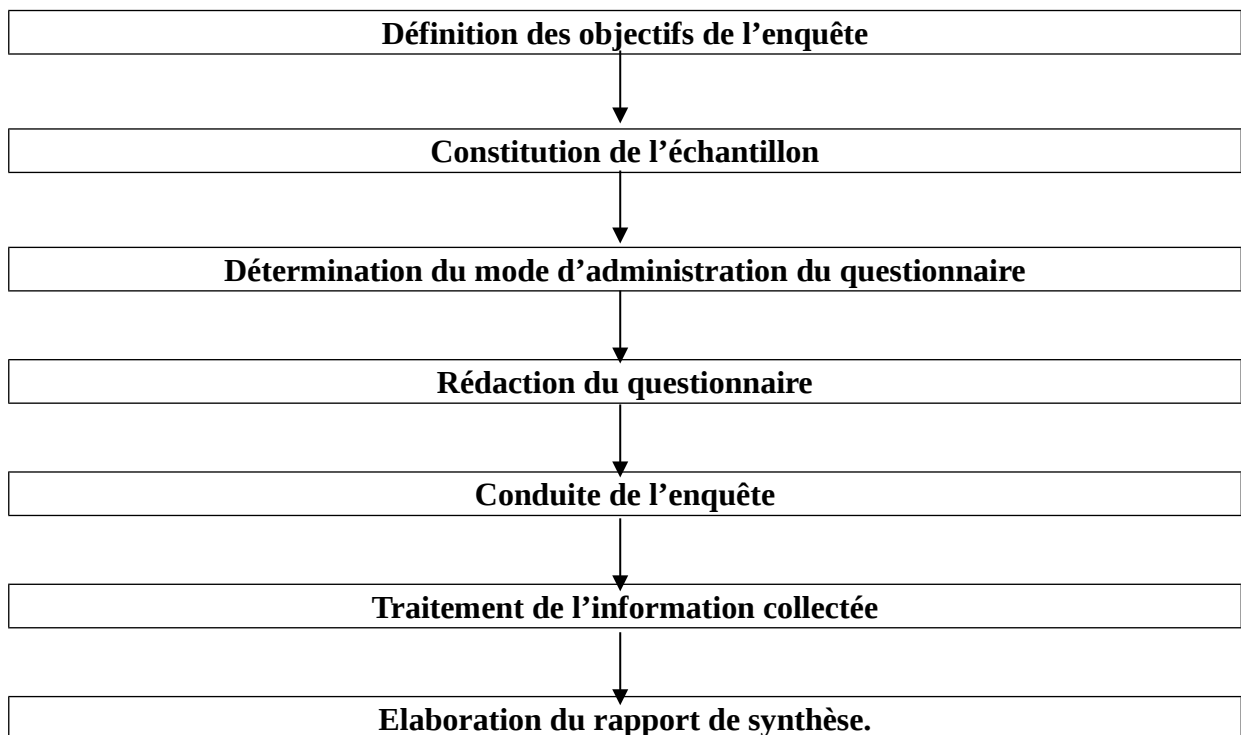 Définition des objectifs de l’enquête
Constitution de l’échantillon
Détermination du mode d’administration du questionnaire
Rédaction du questionnaire
Conduite de l’enquête
Traitement de l’information collectée
Elaboration du rapport de synthèse.